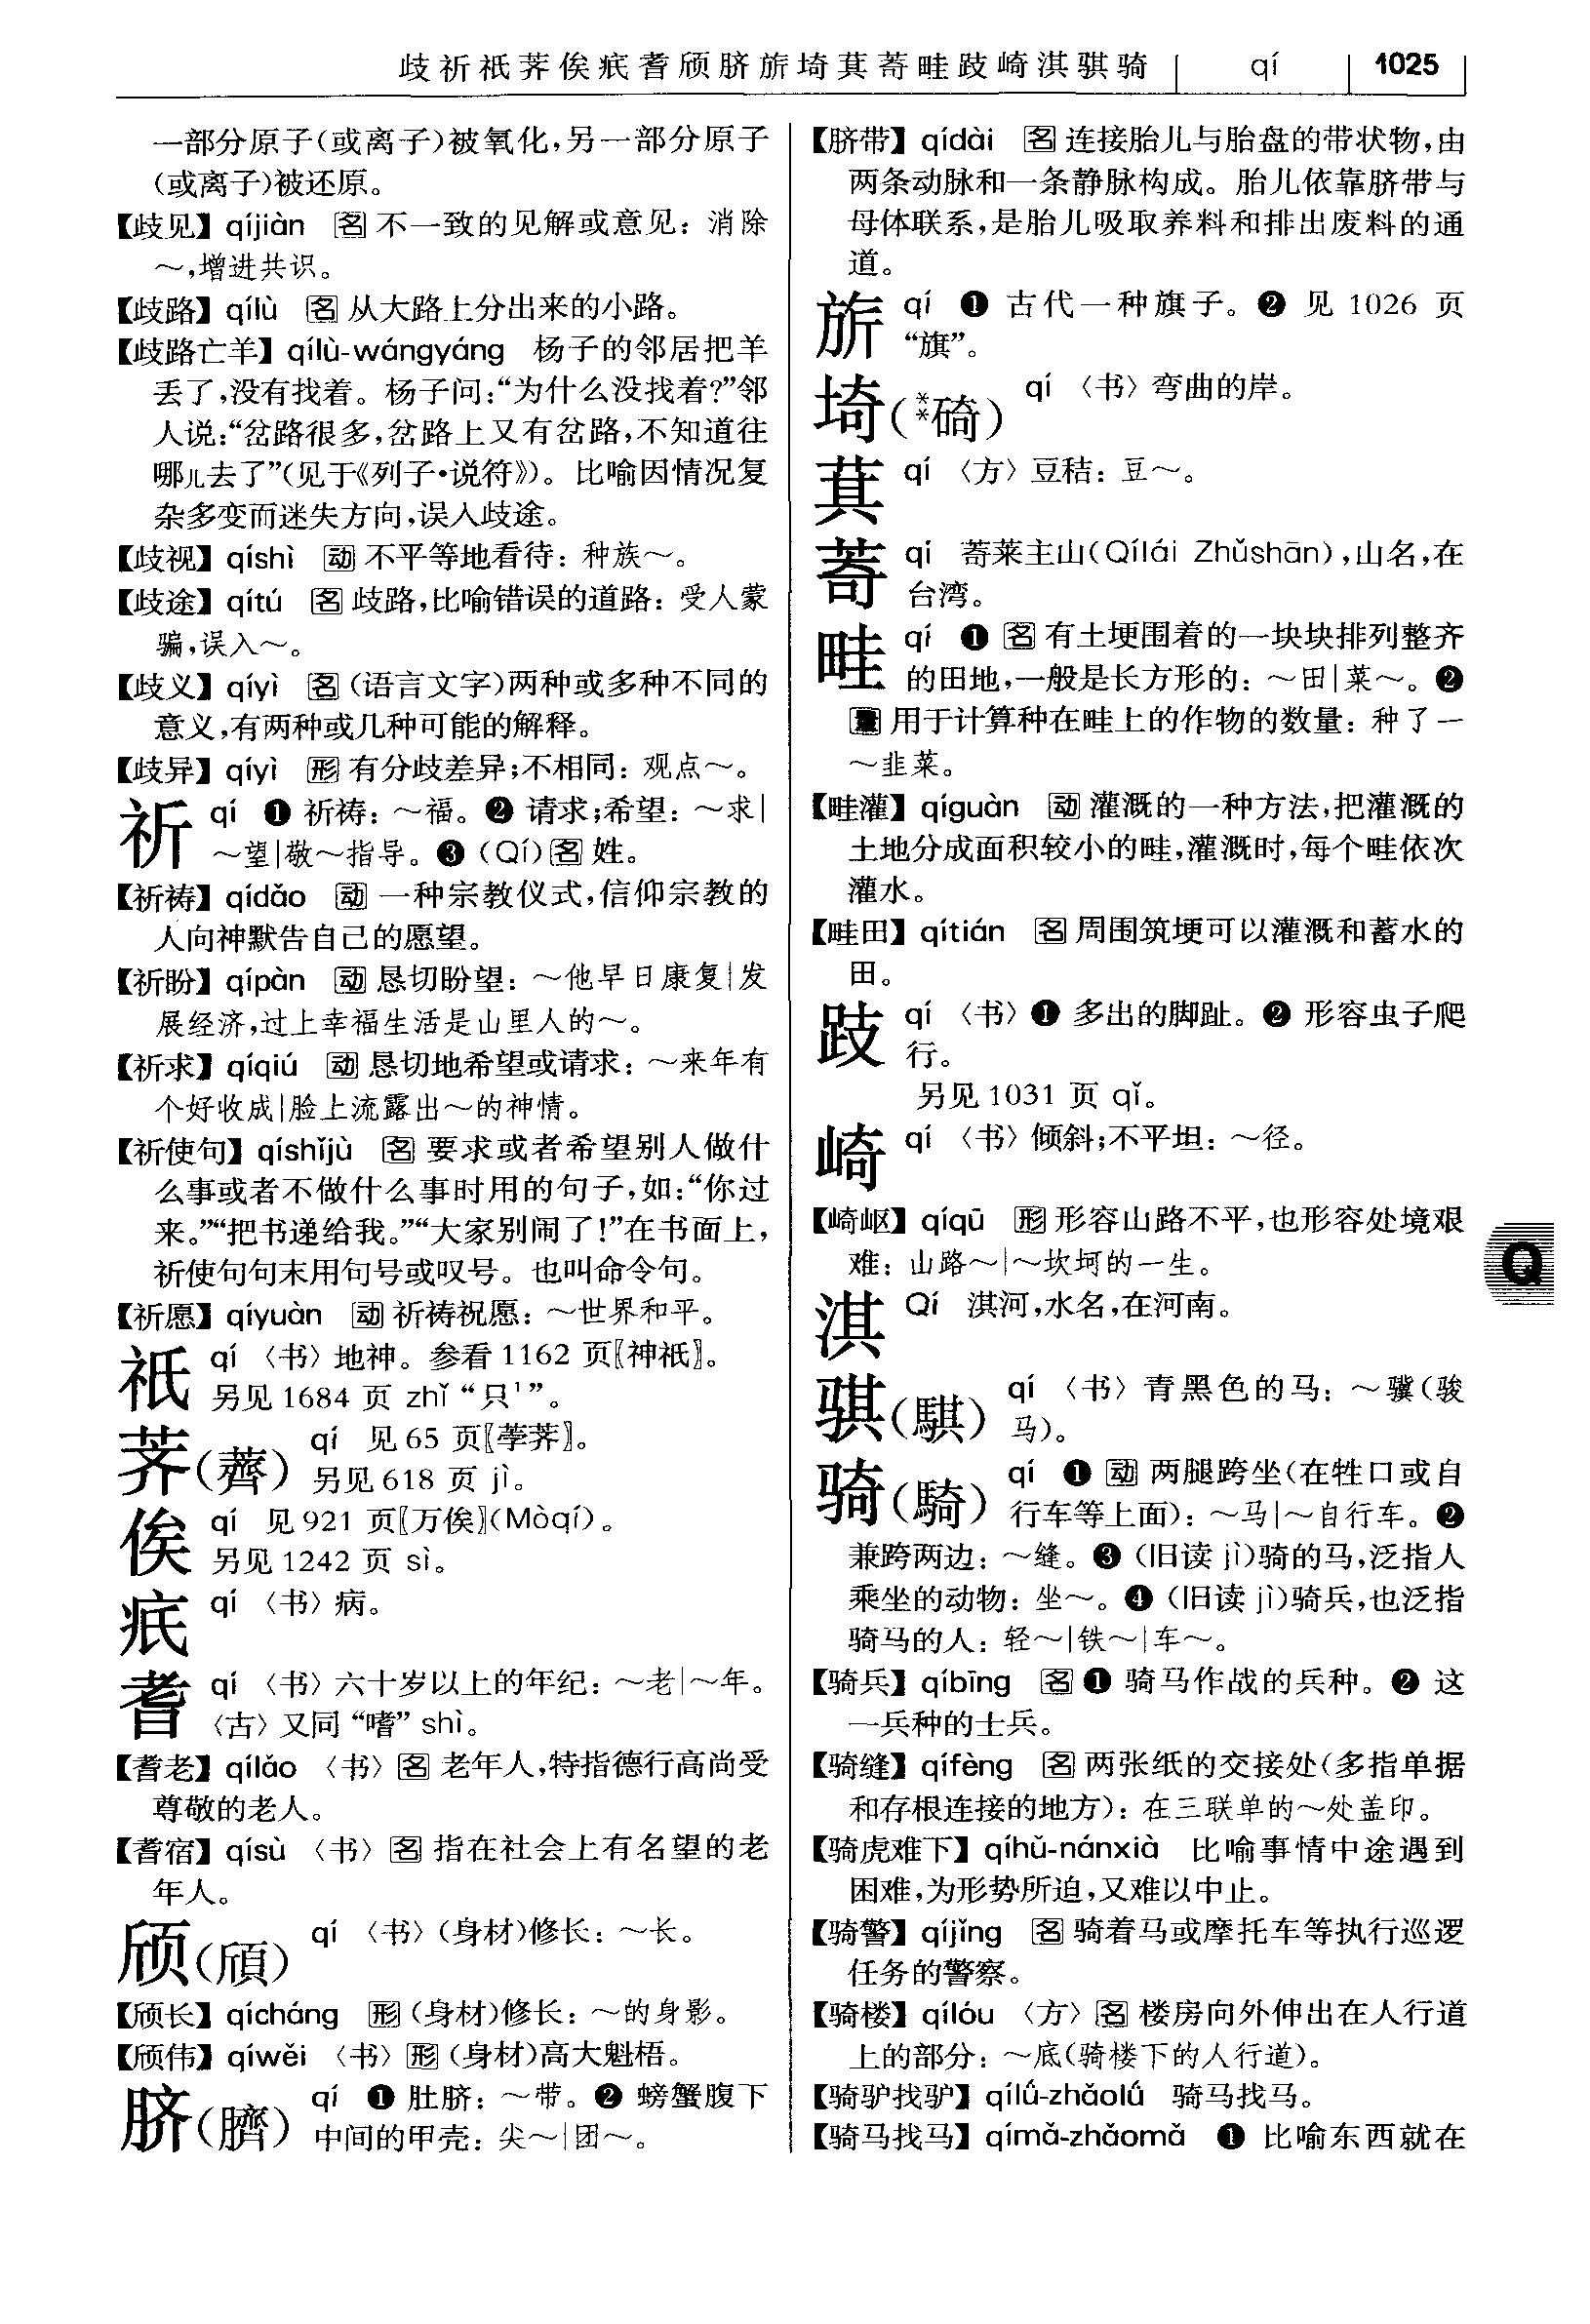 歧祈祇荠俟疧耆颀脐旂埼萁萕畦跂崎淇骐骑 qí 1025
一部分原子(或离子)被氧化,另一部分原子
(或离子)被还原。
【歧见】qíjiàn 名 不一致的见解或意见：消除
～,增进共识。
【歧路】qílù 名 从大路上分出来的小路。
【歧路亡羊】qílù-wángyáng 杨子的邻居把羊
丢了,没有找着。杨子问:“为什么没找着?”邻
人说:“岔路很多,岔路上又有岔路,不知道往
哪儿去了”(见于《列子·说符》)。比喻因情况复
杂多变而迷失方向,误入歧途。
【歧视】qíshì 动 不平等地看待：种族～。
【歧途】qítú 名 歧路,比喻错误的道路：受人蒙
骗,误入～。
【歧义】qíyì 名 (语言文字)两种或多种不同的
意义,有两种或几种可能的解释。
【歧异】qíyì 形 有分歧差异;不相同：观点～。
祈 qí ❶ 祈祷：～福。❷ 请求;希望：～求|
～望|敬～指导。❸ (Qí) 名 姓。
【祈祷】qídǎo 动 一种宗教仪式,信仰宗教的
人向神默告自己的愿望。
【祈盼】qípàn 动 恳切盼望：～他早日康复|发
展经济,过上幸福生活是山里人的～。
【祈求】qíqiú 动 恳切地希望或请求：～来年有
个好收成|脸上流露出～的神情。
【祈使句】qíshǐjù 名 要求或者希望别人做什
么事或者不做什么事时用的句子,如:“你过
来。”“把书递给我。”“大家别闹了!”在书面上,
祈使句句末用句号或叹号。也叫命令句。
【祈愿】qíyuàn 动 祈祷祝愿：～世界和平。
祇 qí 〈书〉地神。参看1162 页〖神祇〗。
另见1684 页 zhǐ “只¹”。
荠(薺) qí 见65 页〖荸荠〗。
另见618 页 jì。
俟 qí 见921 页〖万俟〗(Mòqí)。
另见1242 页 sì。
疧 qí 〈书〉病。
耆 qí 〈书〉六十岁以上的年纪：～老|～年。
〈古〉又同“嗜” shì。
【耆老】qílǎo 〈书〉名 老年人,特指德行高尚受
尊敬的老人。
【耆宿】qísù 〈书〉名 指在社会上有名望的老
年人。
颀(頎) qí 〈书〉(身材)修长：～长。
【颀长】qícháng 形 (身材)修长：～的身影。
【颀伟】qíwěi 〈书〉形 (身材)高大魁梧。
脐(臍) qí ❶ 肚脐：～带。❷ 螃蟹腹下
中间的甲壳：尖～|团～。
【脐带】qídài 名 连接胎儿与胎盘的带状物,由
两条动脉和一条静脉构成。胎儿依靠脐带与
母体联系,是胎儿吸取养料和排出废料的通
道。
旂 qí ❶ 古代一种旗子。❷ 见 1026 页
“旗”。
埼(**碕) qí 〈书〉弯曲的岸。
萁 qí 〈方〉豆秸：豆～。
䓫 qí 䓫莱主山(Qílái Zhǔshān),山名,在
台湾。
畦 qí ❶ 名 有土埂围着的一块块排列整齐
的田地,一般是长方形的：～田|菜～。❷
量 用于计算种在畦上的作物的数量：种了一
～韭菜。
【畦灌】qíguàn 动 灌溉的一种方法,把灌溉的
土地分成面积较小的畦,灌溉时,每个畦依次
灌水。
【畦田】qítián 名 周围筑埂可以灌溉和蓄水的
田。
跂 qí 〈书〉❶ 多出的脚趾。❷ 形容虫子爬
行。
另见1031 页 qǐ。
崎 qí 〈书〉倾斜;不平坦：～径。
【崎岖】qíqū 形 形容山路不平,也形容处境艰
难：山路～|～坎坷的一生。
淇 Qí 淇河,水名,在河南。
骐(騏) qí 〈书〉青黑色的马：～骥(骏
马)。
骑(騎) qí ❶ 动 两腿跨坐(在牲口或自
行车等上面)：～马|～自行车。❷
兼跨两边：～缝。❸ (旧读 jì)骑的马,泛指人
乘坐的动物：坐～。❹ (旧读 jì)骑兵,也泛指
骑马的人：轻～|铁～|车～。
【骑兵】qíbīng 名 ❶ 骑马作战的兵种。❷ 这
一兵种的士兵。
【骑缝】qífèng 名 两张纸的交接处(多指单据
和存根连接的地方)：在三联单的～处盖印。
【骑虎难下】qíhǔ-nánxià 比喻事情中途遇到
困难,为形势所迫,又难以中止。
【骑警】qíjǐng 名 骑着马或摩托车等执行巡逻
任务的警察。
【骑楼】qílóu 〈方〉名 楼房向外伸出在人行道
上的部分：～底(骑楼下的人行道)。
【骑驴找驴】qílǘ-zhǎolǘ 骑马找马。
【骑马找马】qímǎ-zhǎomǎ ❶ 比喻东西就在
Q